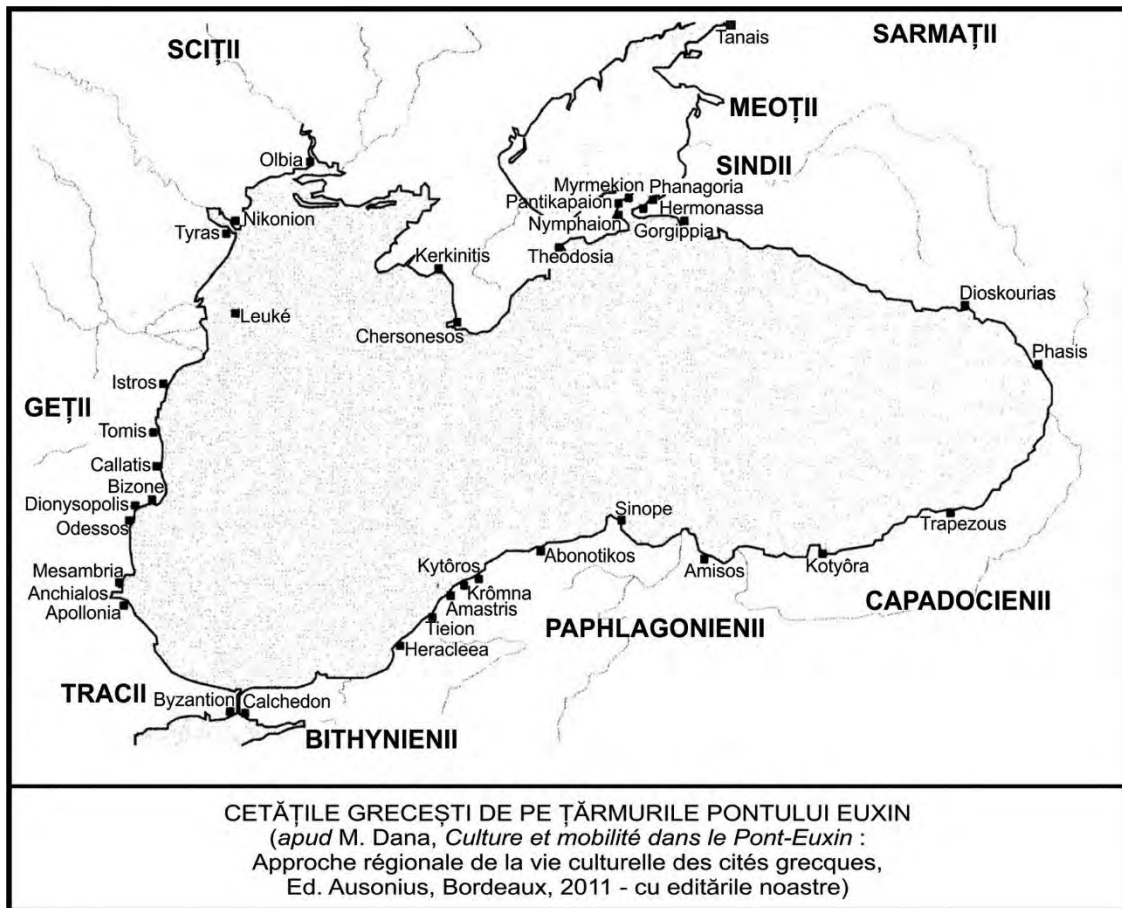 Tanais
SCIȚII
SARMAȚII
MEOȚII
Olbia
SINDII
Myrmekion
Phanagoria
Pantikapaion
Hermonassa
Nikonion
Nymphaion
Gorgippia
Tyras
Theodosia
Kerkinitis
Dioskourias
Leuké
Chersonesos
Phasis
Istros
GEȚII
Tomis
Callatis
Bizone
Dionysopolis
Odessos
Sinope
Trapezous
Abonotikos
Amisos
Kotyôra
Mesambria
Kytôros
Anchialos
Krômna
Apollonia
Amastris
CAPADOCIENII
Tieion
PAPHLAGONIENII
Heracleea
TRACII
Byzantion
Calchedon
BITHYNIENII
CETĂȚILE GRECEȘTI DE PE ȚĂRMURILE PONTULUI EUXIN
(apud M. Dana, Culture et mobilité dans le Pont-Euxin :
Approche régionale de la vie culturelle des cités grecques,
Ed. Ausonius, Bordeaux, 2011 - cu editările noastre)